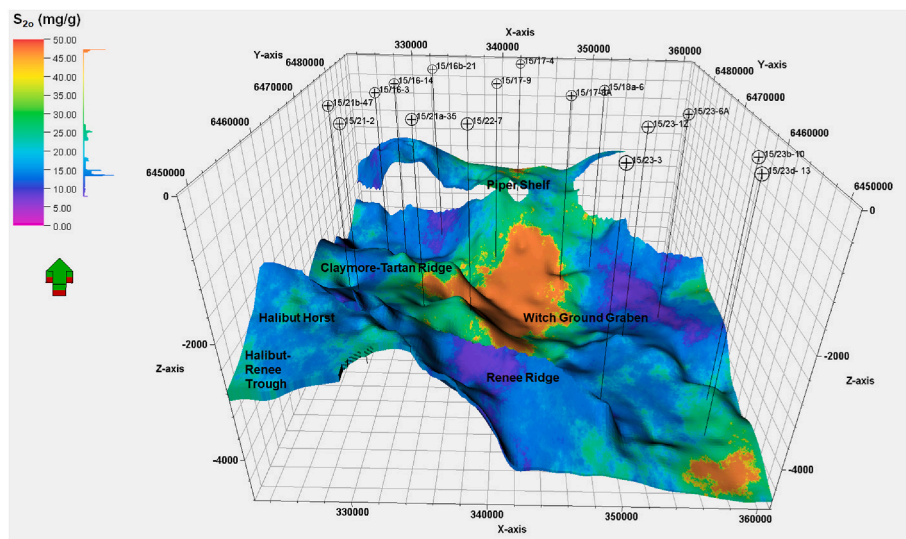 S2o (mg/g)
50.00
45.00
40.00
35.00
30.00
25.00
20.00
15.00
10.00
5.00
0.00
X-axis
330000
340000
350000
360000
Y-axis
6480000
6470000
6460000
6450000
Y-axis
6480000
6470000
6460000
6450000
15/16b-21
15/17-4
15/16-14
15/17-9
15/16-3
15/18a-6
15/21b-47
15/21-2
15/21a-35
15/22-7
15/23-12
15/23-6A
15/23-3
15/23b-10
15/23d- 13
0
0
Piper Shelf
Claymore-Tartan Ridge
Halibut Horst
Witch Ground Graben
Halibut-
Renee
Trough
Renee Ridge
-2000
-2000
Z-axis
Z-axis
-4000
-4000
330000
340000
350000
360000
X-axis